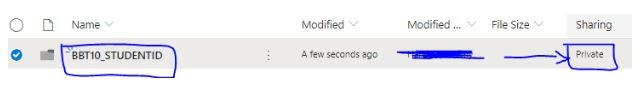 Name Modified Modified ... File Size Sharing
BBT10_STUDENTID A few seconds ago Private